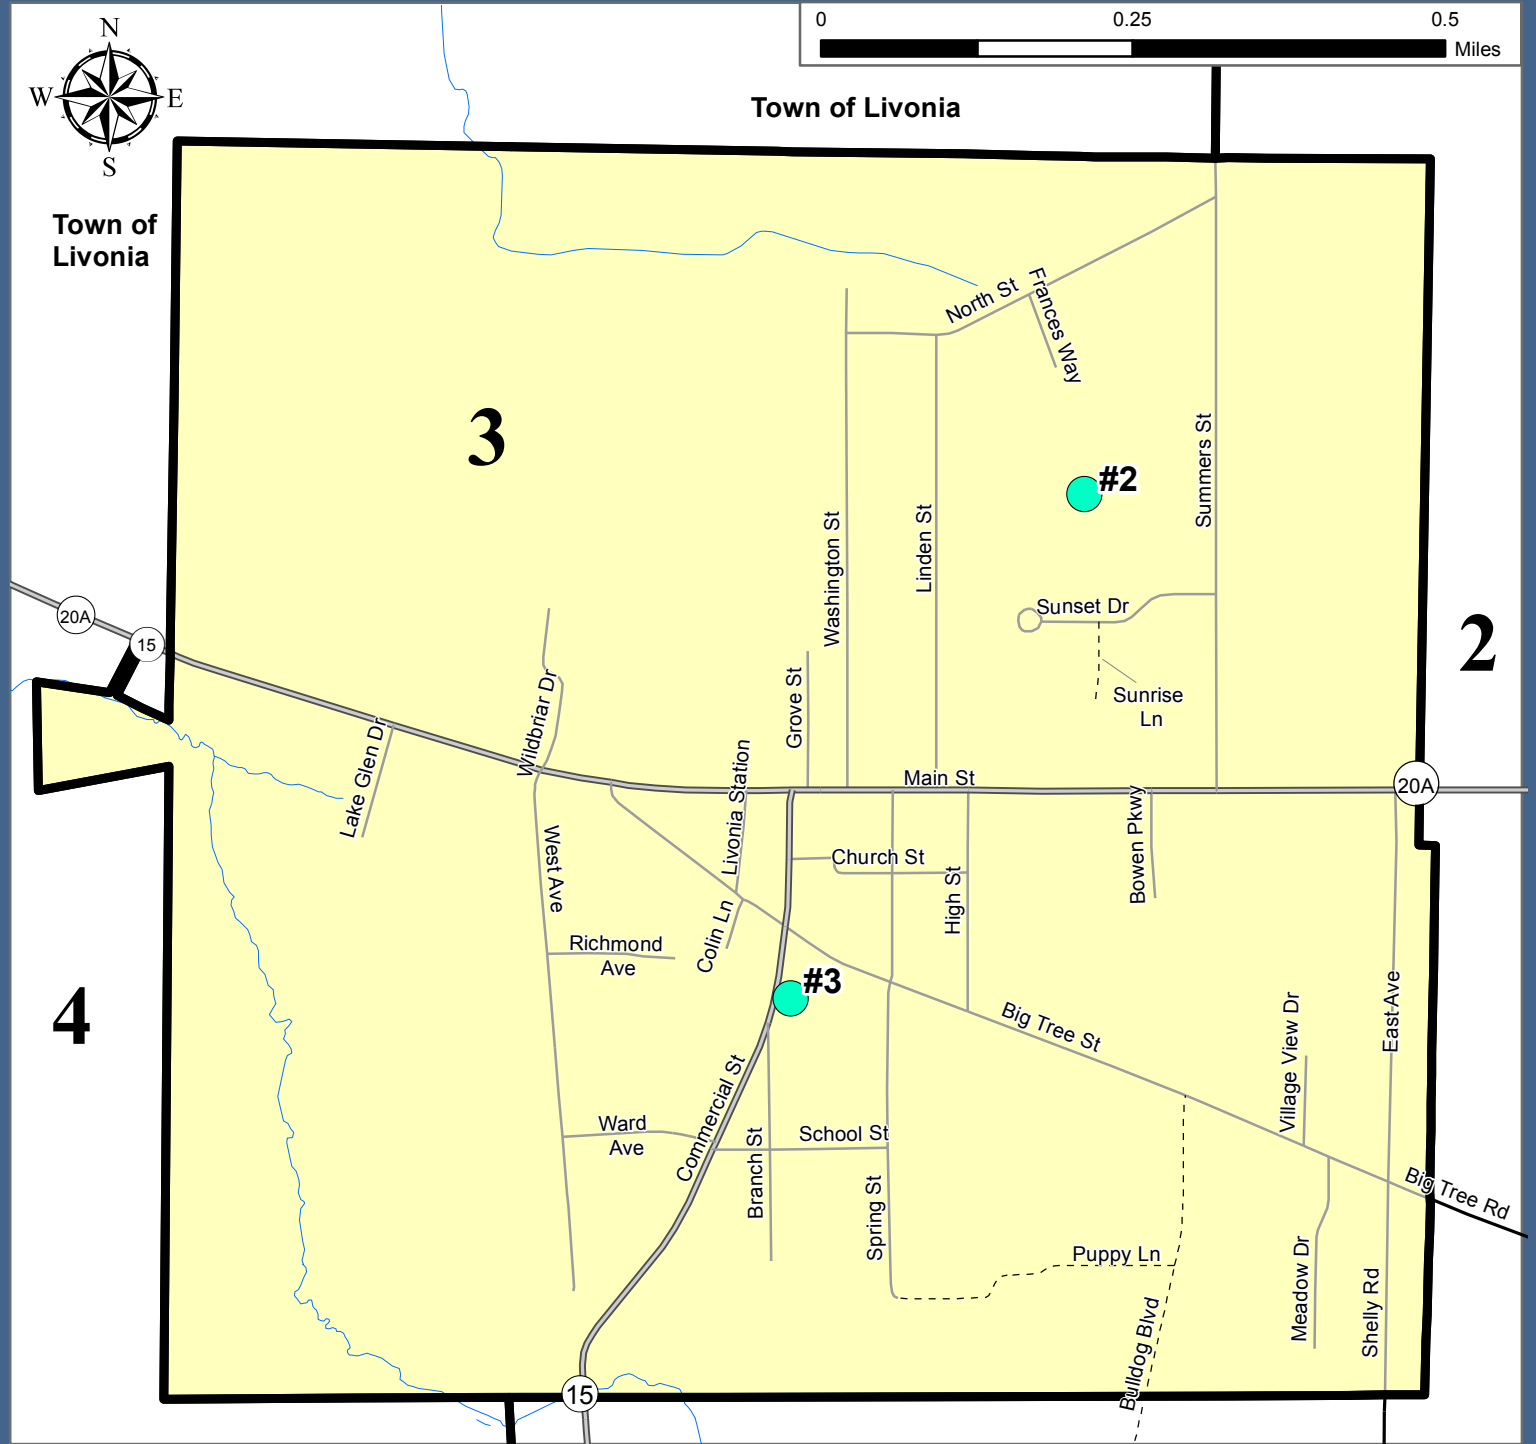 N
W
E
S
0
0.25
0.5
Miles
Town of Livonia
Town of
Livonia
North St
Frances Way
3
#2
Summers St
Washington St
Linden St
Sunset Dr
20A
15
2
Sunrise
Ln
Grove St
Wildbriar Dr
Lake Glen Dr
Livonia Station
Main St
20A
Bowen Pkwy
West Ave
Church St
High St
Colin Ln
Richmond
Ave
#3
4
Big Tree St
East Ave
Village View Dr
Commercial St
Ward
Ave
School St
Branch St
Spring St
Big Tree Rd
Puppy Ln
Meadow Dr
Shelly Rd
Bulldog Blvd
15